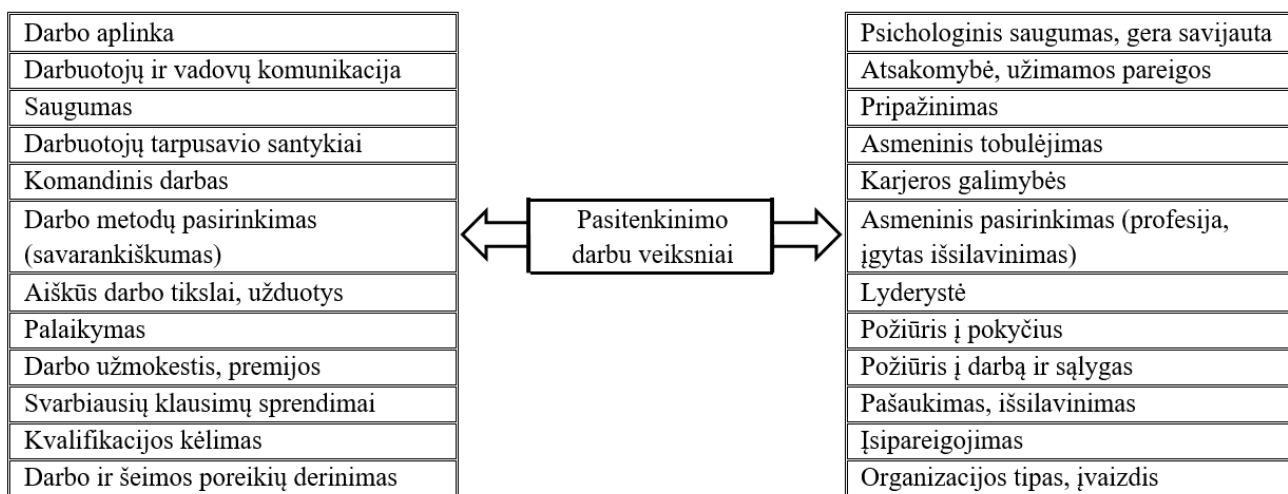 Darbo aplinka
Darbuotojų ir vadovų komunikacija
Saugumas
Darbuotojų tarpusavio santykiai
Komandinis darbas
Darbo metodų pasirinkimas
(savarankiškumas)
Aiškūs darbo tikslai, užduotys
Palaikymas
Darbo užmokestis, premijos
Svarbiausių klausimų sprendimai
Kvalifikacijos kėlimas
Darbo ir šeimos poreikių derinimas
Pasitenkinimo
darbu veiksniai
Psichologinis saugumas, gera savijauta
Atsakomybė, užimamos pareigos
Pripažinimas
Asmeninis tobulėjimas
Karjeros galimybės
Asmeninis pasirinkimas (profesija,
įgytas išsilavinimas)
Lyderystė
Požiūris į pokyčius
Požiūris į darbą ir sąlygas
Pašaukimas, išsilavinimas
Įsipareigojimas
Organizacijos tipas, įvaizdis